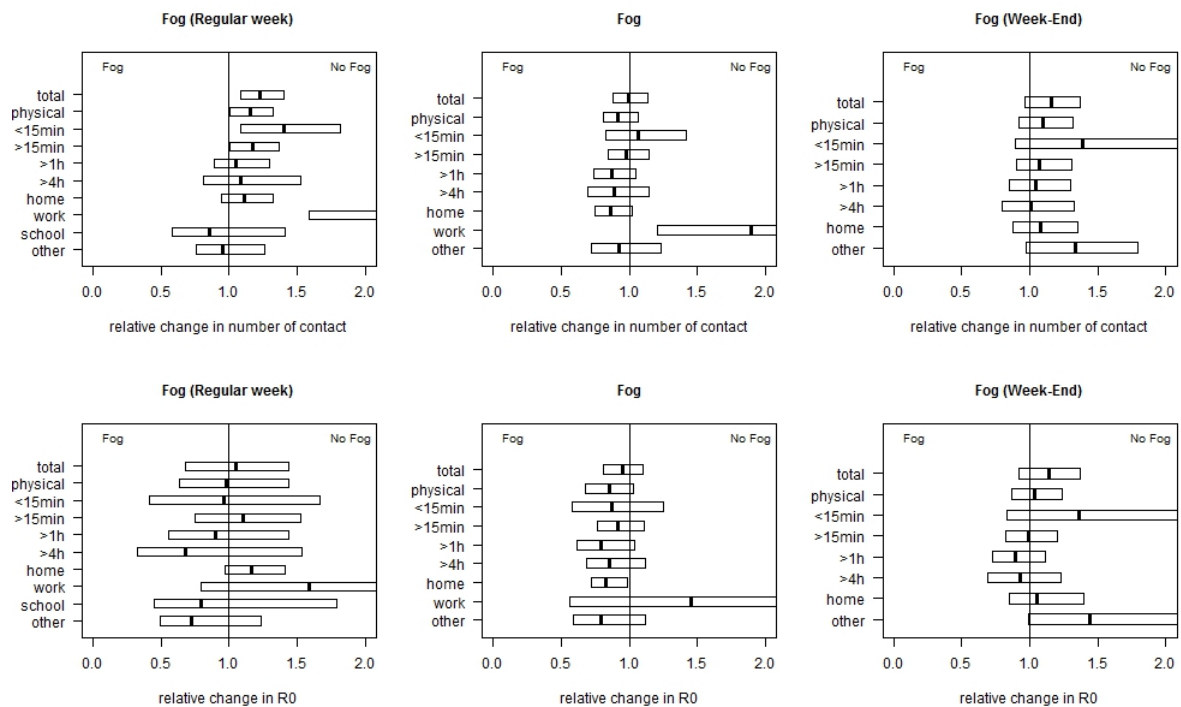 Fog (Regular week)
Fog No Fog
total
physical
<15min
>15min
>1h
>4h
home
work
school
other
0.0 0.5 1.0 1.5 2.0
relative change in number of contact
Fog
total
physical
<15min
>15min
>1h
>4h
home
work
other
0.0 0.5 1.0 1.5 2.0
relative change in number of contact
Fog (Week-End)
Fog No Fog
total
physical
<15min
>15min
>1h
>4h
home
other
0.0 0.5 1.0 1.5 2.0
relative change in number of contact
Fog (Regular week)
Fog No Fog
total
physical
<15min
>15min
>1h
>4h
home
work
school
other
0.0 0.5 1.0 1.5 2.0
relative change in R0
Fog
Fog No Fog
total
physical
<15min
>15min
>1h
>4h
home
work
other
0.0 0.5 1.0 1.5 2.0
relative change in R0
Fog (Week-End)
Fog No Fog
total
physical
<15min
>15min
>1h
>4h
home
other
0.0 0.5 1.0 1.5 2.0
relative change in R0